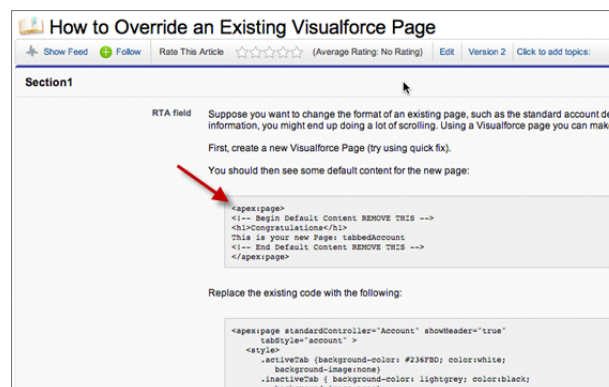 How to Override an Existing Visualforce Page
Show Feed Follow Rate This Article (Average Rating: No Rating) Edit Version 2 Click to add topics:
Section1
RTA field Suppose you want to change the format of an existing page, such as the standard account de
information, you might end up doing a lot of scrolling. Using a Visualforce page you can mak
First, create a new Visualforce Page (try using quick fix).
You should then see some default content for the new page:
<apex:page>
<!-- Begin Default Content REMOVE THIS -->
<h1>Congratulations</h1>
This is your new Page: tabbedAccount
<!-- End Default Content REMOVE THIS -->
</apex:page>
Replace the existing code with the following:
<apex:page standardController="Account" showHeader="true"
tabStyle="account" >
<style>
.activeTab {background-color: #236FBD; color:white;
background-image:none}
.inactiveTab { background-color: lightgrey; color:black;